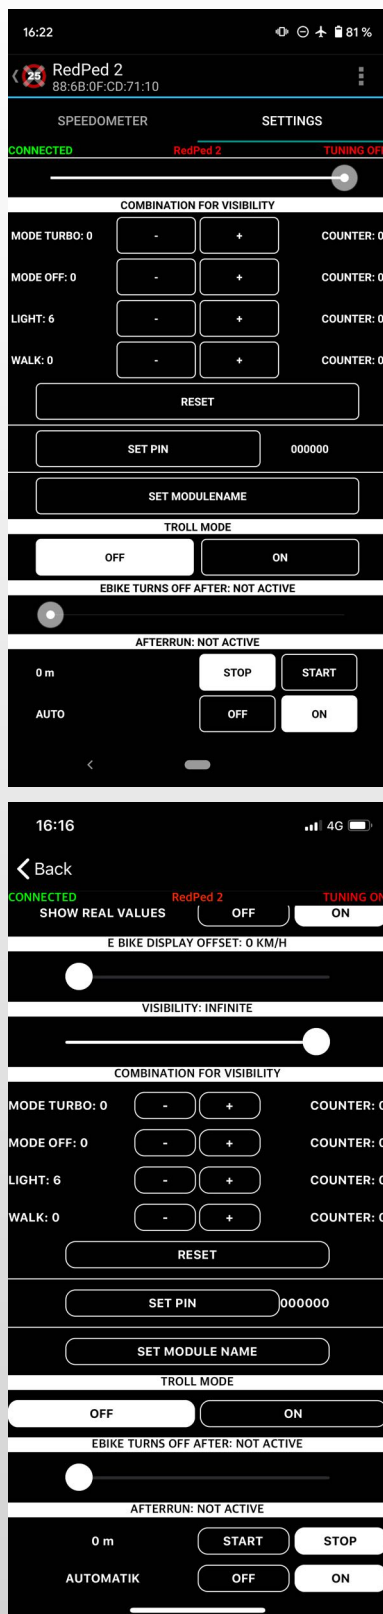 16:22
81 %
25
RedPed 2
88:6B:0F:CD:71:10
SPEEDOMETER SETTINGS
CONNECTED RedPed 2 TUNING OFF
COMBINATION FOR VISIBILITY
MODE TURBO: 0 - + COUNTER: 0
MODE OFF: 0 - + COUNTER: 0
LIGHT: 6 - + COUNTER: 0
WALK: 0 - + COUNTER: 0
RESET
SET PIN 000000
SET MODULENAME
TROLL MODE
OFF ON
EBIKE TURNS OFF AFTER: NOT ACTIVE
AFTERRUN: NOT ACTIVE
0 m STOP START
AUTO OFF ON
16:16 4G
Back
CONNECTED RedPed 2 TUNING ON
SHOW REAL VALUES OFF ON
E BIKE DISPLAY OFFSET: 0 KM/H
VISIBILITY: INFINITE
COMBINATION FOR VISIBILITY
MODE TURBO: 0 - + COUNTER: 0
MODE OFF: 0 - + COUNTER: 0
LIGHT: 6 - + COUNTER: 0
WALK: 0 - + COUNTER: 0
RESET
SET PIN 000000
SET MODULE NAME
TROLL MODE
OFF ON
EBIKE TURNS OFF AFTER: NOT ACTIVE
AFTERRUN: NOT ACTIVE
0 m START STOP
AUTOMATIK OFF ON